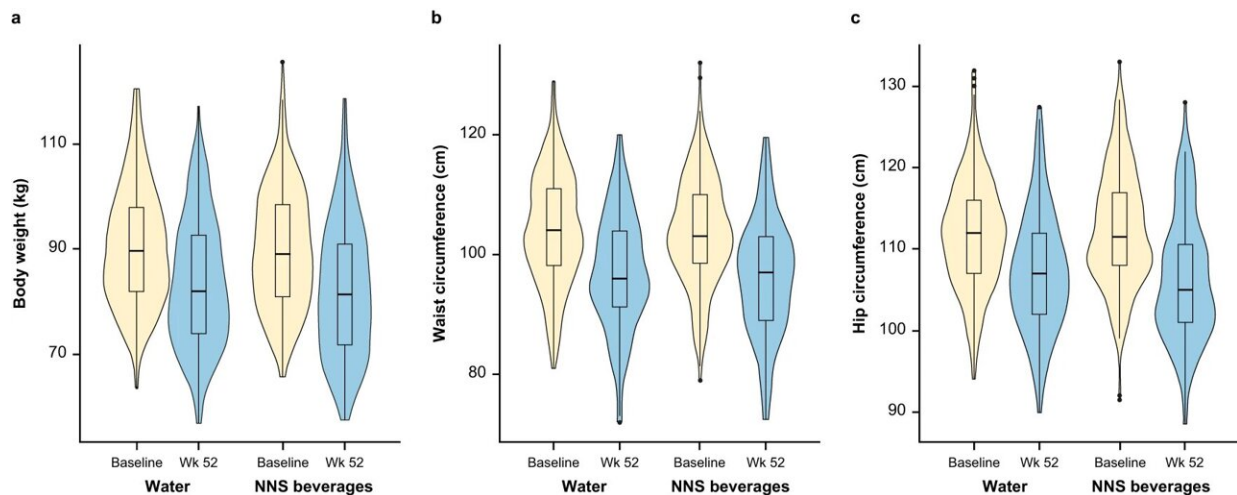 a
Body weight (kg)
110
90
70
Baseline Wk 52 Baseline Wk 52
Water NNS beverages
b
Waist circumference (cm)
120
100
80
Baseline Wk 52 Baseline Wk 52
Water NNS beverages
c
Hip circumference (cm)
130
120
110
100
90
Baseline Wk 52 Baseline Wk 52
Water NNS beverages